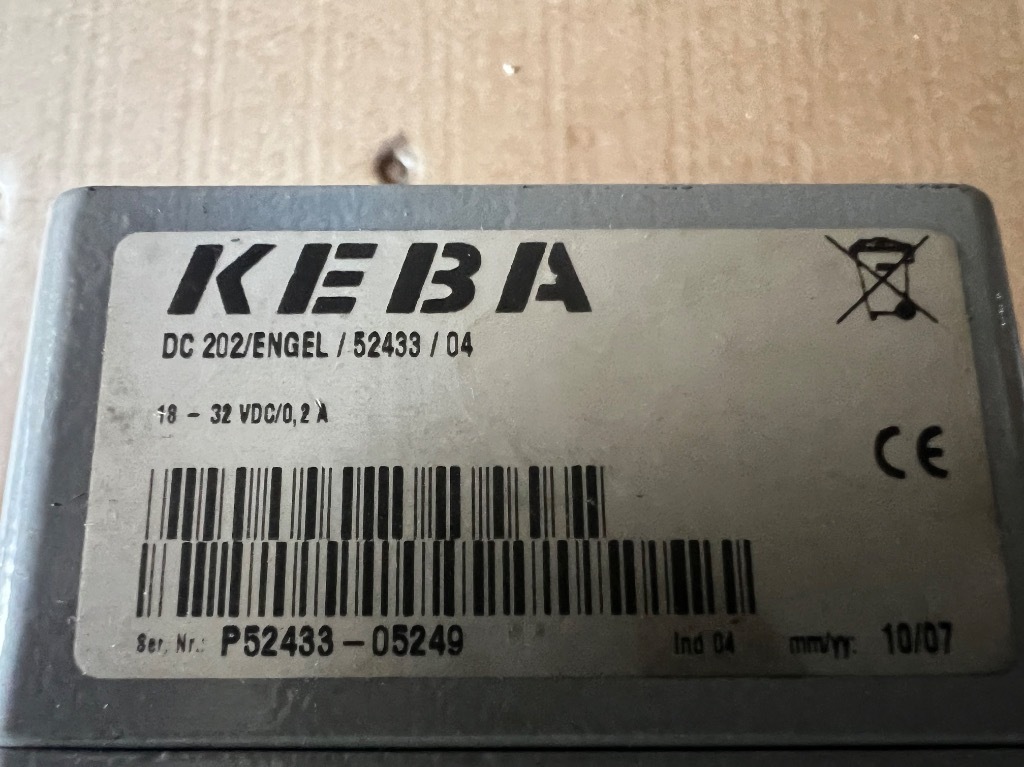 KEBA
DC 202/ENGEL / 52433 / 04
18 - 32 VDC/0,2 A
CE
Ser. Nr.: P52433-05249 Ind 04 mm/yy: 10/07